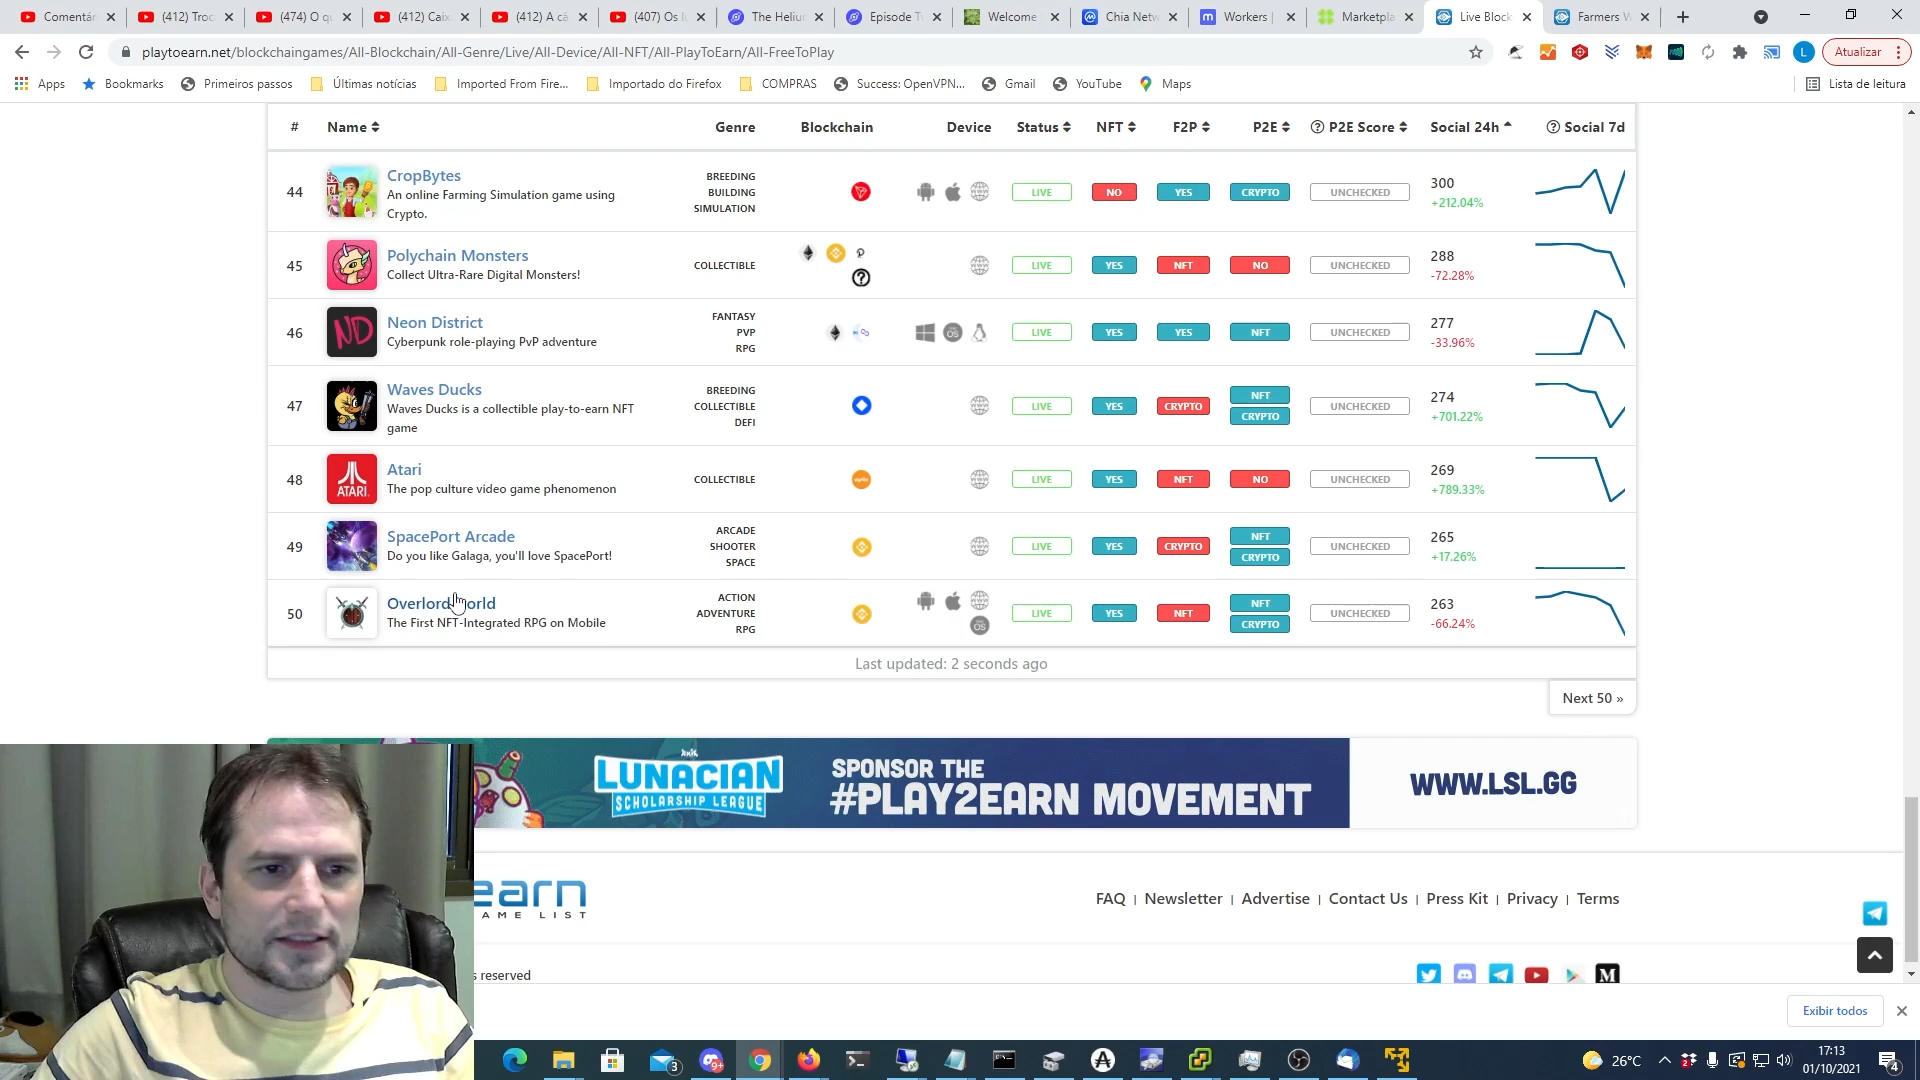 Comentár
(412) Troc
(474) O qu
(412) Caix
(412) A câ
(407) Os l
The Heliu
Episode T
Welcome
Chia Netw
Workers |
Marketpla
Live Block
Farmers W
playtoearn.net/blockchaingames/All-Blockchain/All-Genre/Live/All-Device/All-NFT/All-PlayToEarn/All-FreeToPlay
L
Atualizar
Apps
Bookmarks
Primeiros passos
Últimas notícias
Imported From Fire...
Importado do Firefox
COMPRAS
Success: OpenVPN...
Gmail
YouTube
Maps
Lista de leitura
# Name Genre Blockchain Device Status NFT F2P P2E P2E Score Social 24h Social 7d
44
CropBytes
An online Farming Simulation game using
Crypto.
BREEDING
BUILDING
SIMULATION
LIVE NO YES CRYPTO UNCHECKED
300
+212.04%
45
Polychain Monsters
Collect Ultra-Rare Digital Monsters!
COLLECTIBLE
LIVE YES NFT NO UNCHECKED
288
-72.28%
46
ND
Neon District
Cyberpunk role-playing PvP adventure
FANTASY
PVP
RPG
LIVE YES YES NFT UNCHECKED
277
-33.96%
47
Waves Ducks
Waves Ducks is a collectible play-to-earn NFT
game
BREEDING
COLLECTIBLE
DEFI
LIVE YES CRYPTO NFT CRYPTO UNCHECKED
274
+701.22%
48
ATARI
Atari
The pop culture video game phenomenon
COLLECTIBLE
LIVE YES NFT NO UNCHECKED
269
+789.33%
49
SpacePort Arcade
Do you like Galaga, you'll love SpacePort!
ARCADE
SHOOTER
SPACE
LIVE YES CRYPTO NFT CRYPTO UNCHECKED
265
+17.26%
50
Overlord World
The First NFT-Integrated RPG on Mobile
ACTION
ADVENTURE
RPG
OS
LIVE YES NFT NFT CRYPTO UNCHECKED
263
-66.24%
Last updated: 2 seconds ago
Next 50 »
LUNACIAN
SCHOLARSHIP LEAGUE
SPONSOR THE
#PLAY2EARN MOVEMENT
WWW.LSL.GG
earn
AME LIST
FAQ | Newsletter | Advertise | Contact Us | Press Kit | Privacy | Terms
s reserved
Exibir todos
3
9+
26°C
17:13
01/10/2021
4